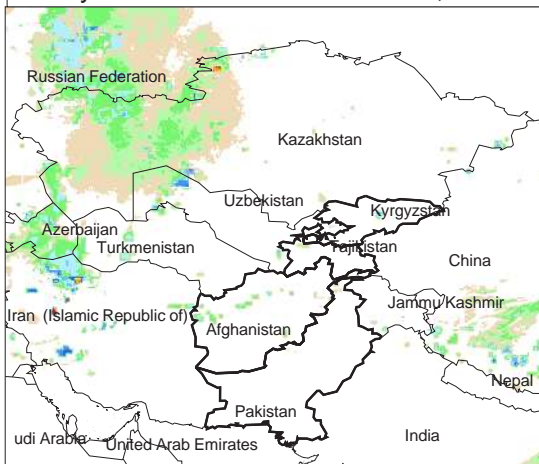 Russian Federation
Kazakhstan
Uzbekistan
Kyrgyzstan
Azerbaijan
Turkmenistan
Tajikistan
China
Jammu Kashmir
Iran (Islamic Republic of)
Afghanistan
Nepal
Pakistan
udi Arabia
United Arab Emirates
India